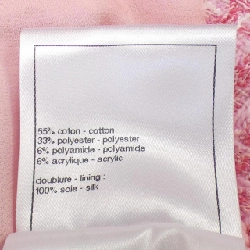 55% coton - cotton
33% polyester - polyester
6% polyamide - polyamide
6% acrylique - acrylic
doublure - lining :
100% soie - silk